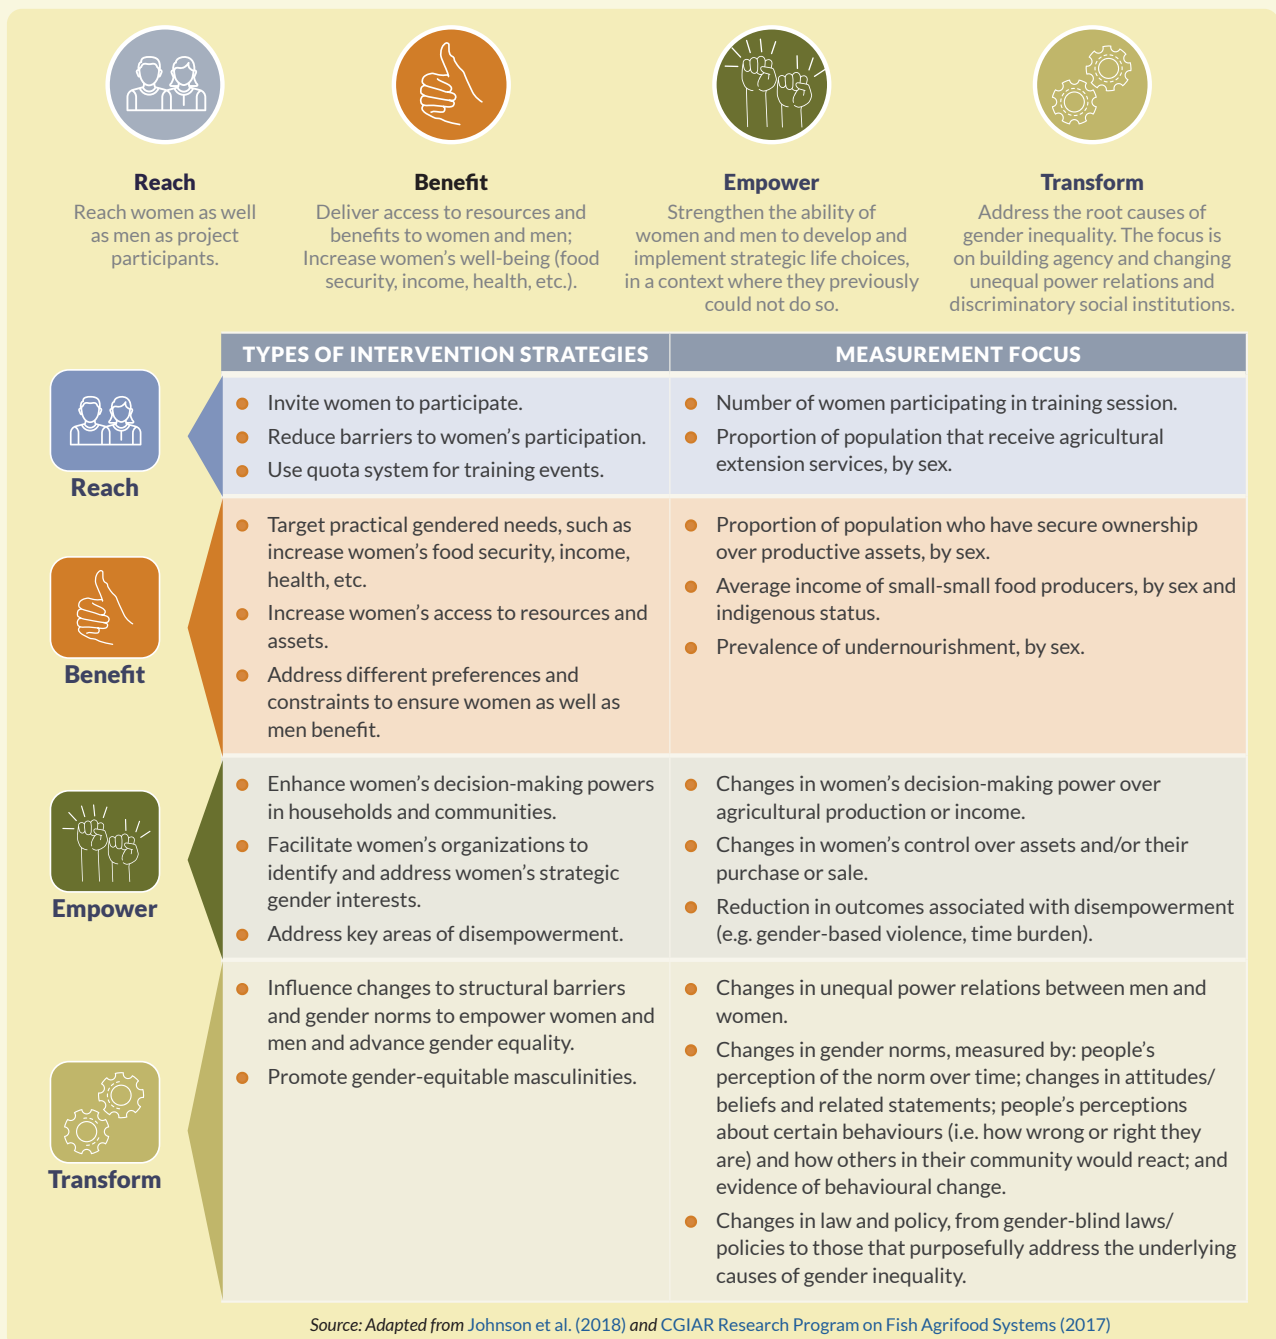 Reach
Reach women as well
as men as project
participants.
Benefit
Deliver access to resources and
benefits to women and men;
Increase women's well-being (food
security, income, health, etc.).
Empower
Strengthen the ability of
women and men to develop and
implement strategic life choices,
in a context where they previously
could not do so.
Transform
Address the root causes of
gender inequality. The focus is
on building agency and changing
unequal power relations and
discriminatory social institutions.
TYPES OF INTERVENTION STRATEGIES
MEASUREMENT FOCUS
Reach
Invite women to participate.
Reduce barriers to women's participation.
Use quota system for training events.
Number of women participating in training session.
Proportion of population that receive agricultural
extension services, by sex.
Benefit
Target practical gendered needs, such as
increase women's food security, income,
health, etc.
Increase women's access to resources and
assets.
Address different preferences and
constraints to ensure women as well as
men benefit.
Proportion of population who have secure ownership
over productive assets, by sex.
Average income of small-small food producers, by sex and
indigenous status.
Prevalence of undernourishment, by sex.
Empower
Enhance women's decision-making powers
in households and communities.
Facilitate women's organizations to
identify and address women's strategic
gender interests.
Address key areas of disempowerment.
Changes in women's decision-making power over
agricultural production or income.
Changes in women's control over assets and/or their
purchase or sale.
Reduction in outcomes associated with disempowerment
(e.g. gender-based violence, time burden).
Transform
Influence changes to structural barriers
and gender norms to empower women and
men and advance gender equality.
Promote gender-equitable masculinities.
Changes in unequal power relations between men and
women.
Changes in gender norms, measured by: people's
perception of the norm over time; changes in attitudes/
beliefs and related statements; people's perceptions
about certain behaviours (i.e. how wrong or right they
are) and how others in their community would react; and
evidence of behavioural change.
Changes in law and policy, from gender-blind laws/
policies to those that purposefully address the underlying
causes of gender inequality.
Source: Adapted from Johnson et al. (2018) and CGIAR Research Program on Fish Agrifood Systems (2017)